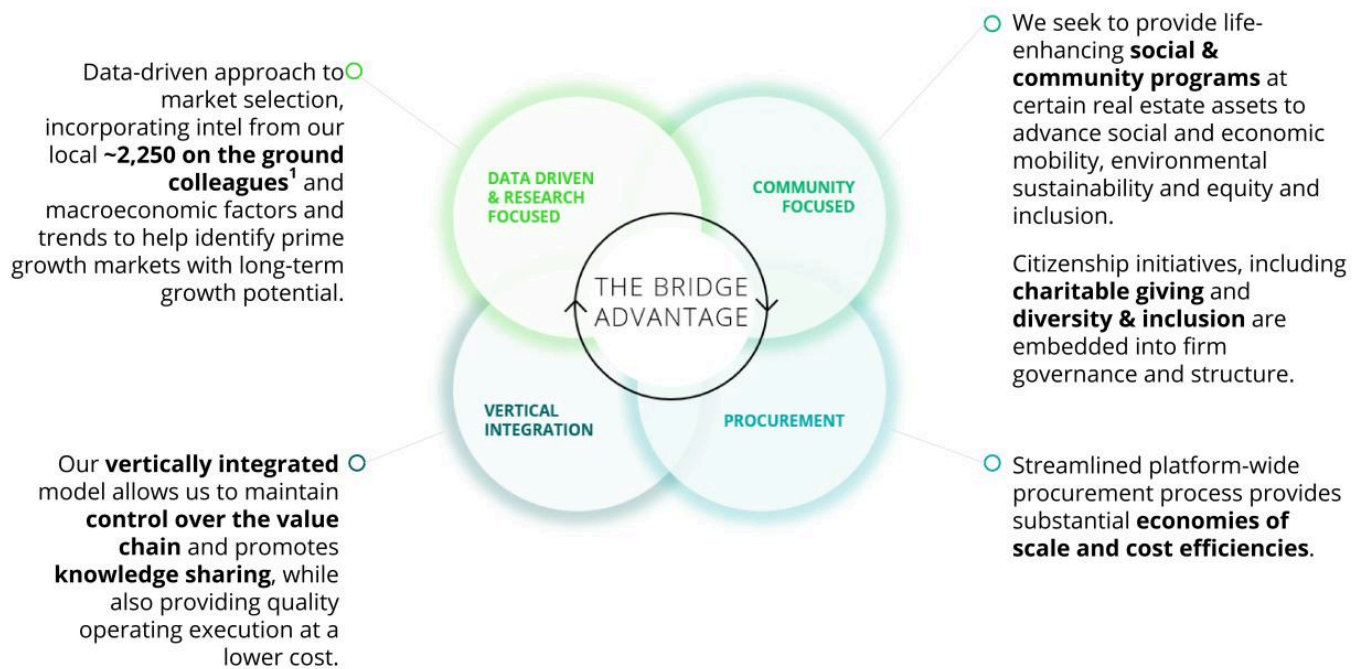 Data-driven approach to
market selection,
incorporating intel from our
local ~2,250 on the ground
colleagues¹ and
macroeconomic factors and
trends to help identify prime
growth markets with long-term
growth potential.
We seek to provide life-
enhancing social &
community programs at
certain real estate assets to
advance social and economic
mobility, environmental
sustainability and equity and
inclusion.
Citizenship initiatives, including
charitable giving and
diversity & inclusion are
embedded into firm
governance and structure.
DATA DRIVEN
& RESEARCH
FOCUSED
COMMUNITY
FOCUSED
THE BRIDGE
ADVANTAGE
VERTICAL
INTEGRATION
PROCUREMENT
Our vertically integrated
model allows us to maintain
control over the value
chain and promotes
knowledge sharing, while
also providing quality
operating execution at a
lower cost.
Streamlined platform-wide
procurement process provides
substantial economies of
scale and cost efficiencies.